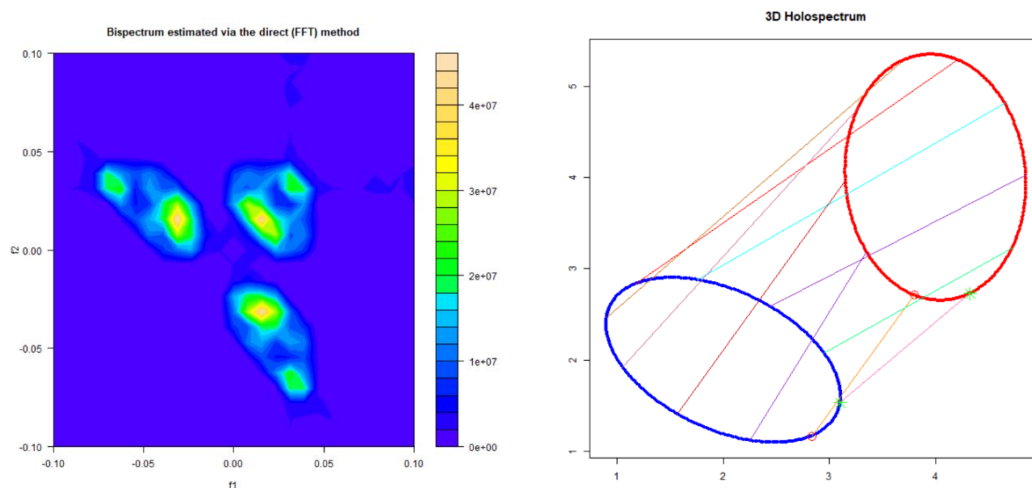 Bispectrum estimated via the direct (FFT) method
0.10
0.05
0.00
-0.05
-0.10
f2
-0.10
-0.05
0.00
0.05
0.10
f1
4e+07
3e+07
2e+07
1e+07
0e+00
3D Holospectrum
5
4
3
2
1
1
2
3
4